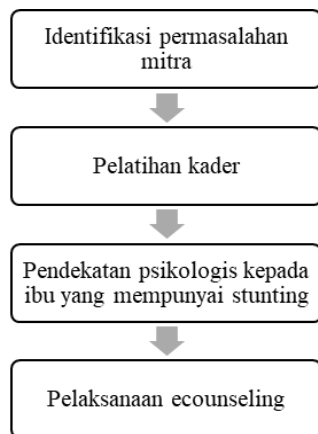 Identifikasi permasalahan
mitra
Pelatihan kader
Pendekatan psikologis kepada
ibu yang mempunyai stunting
Pelaksanaan ecounseling